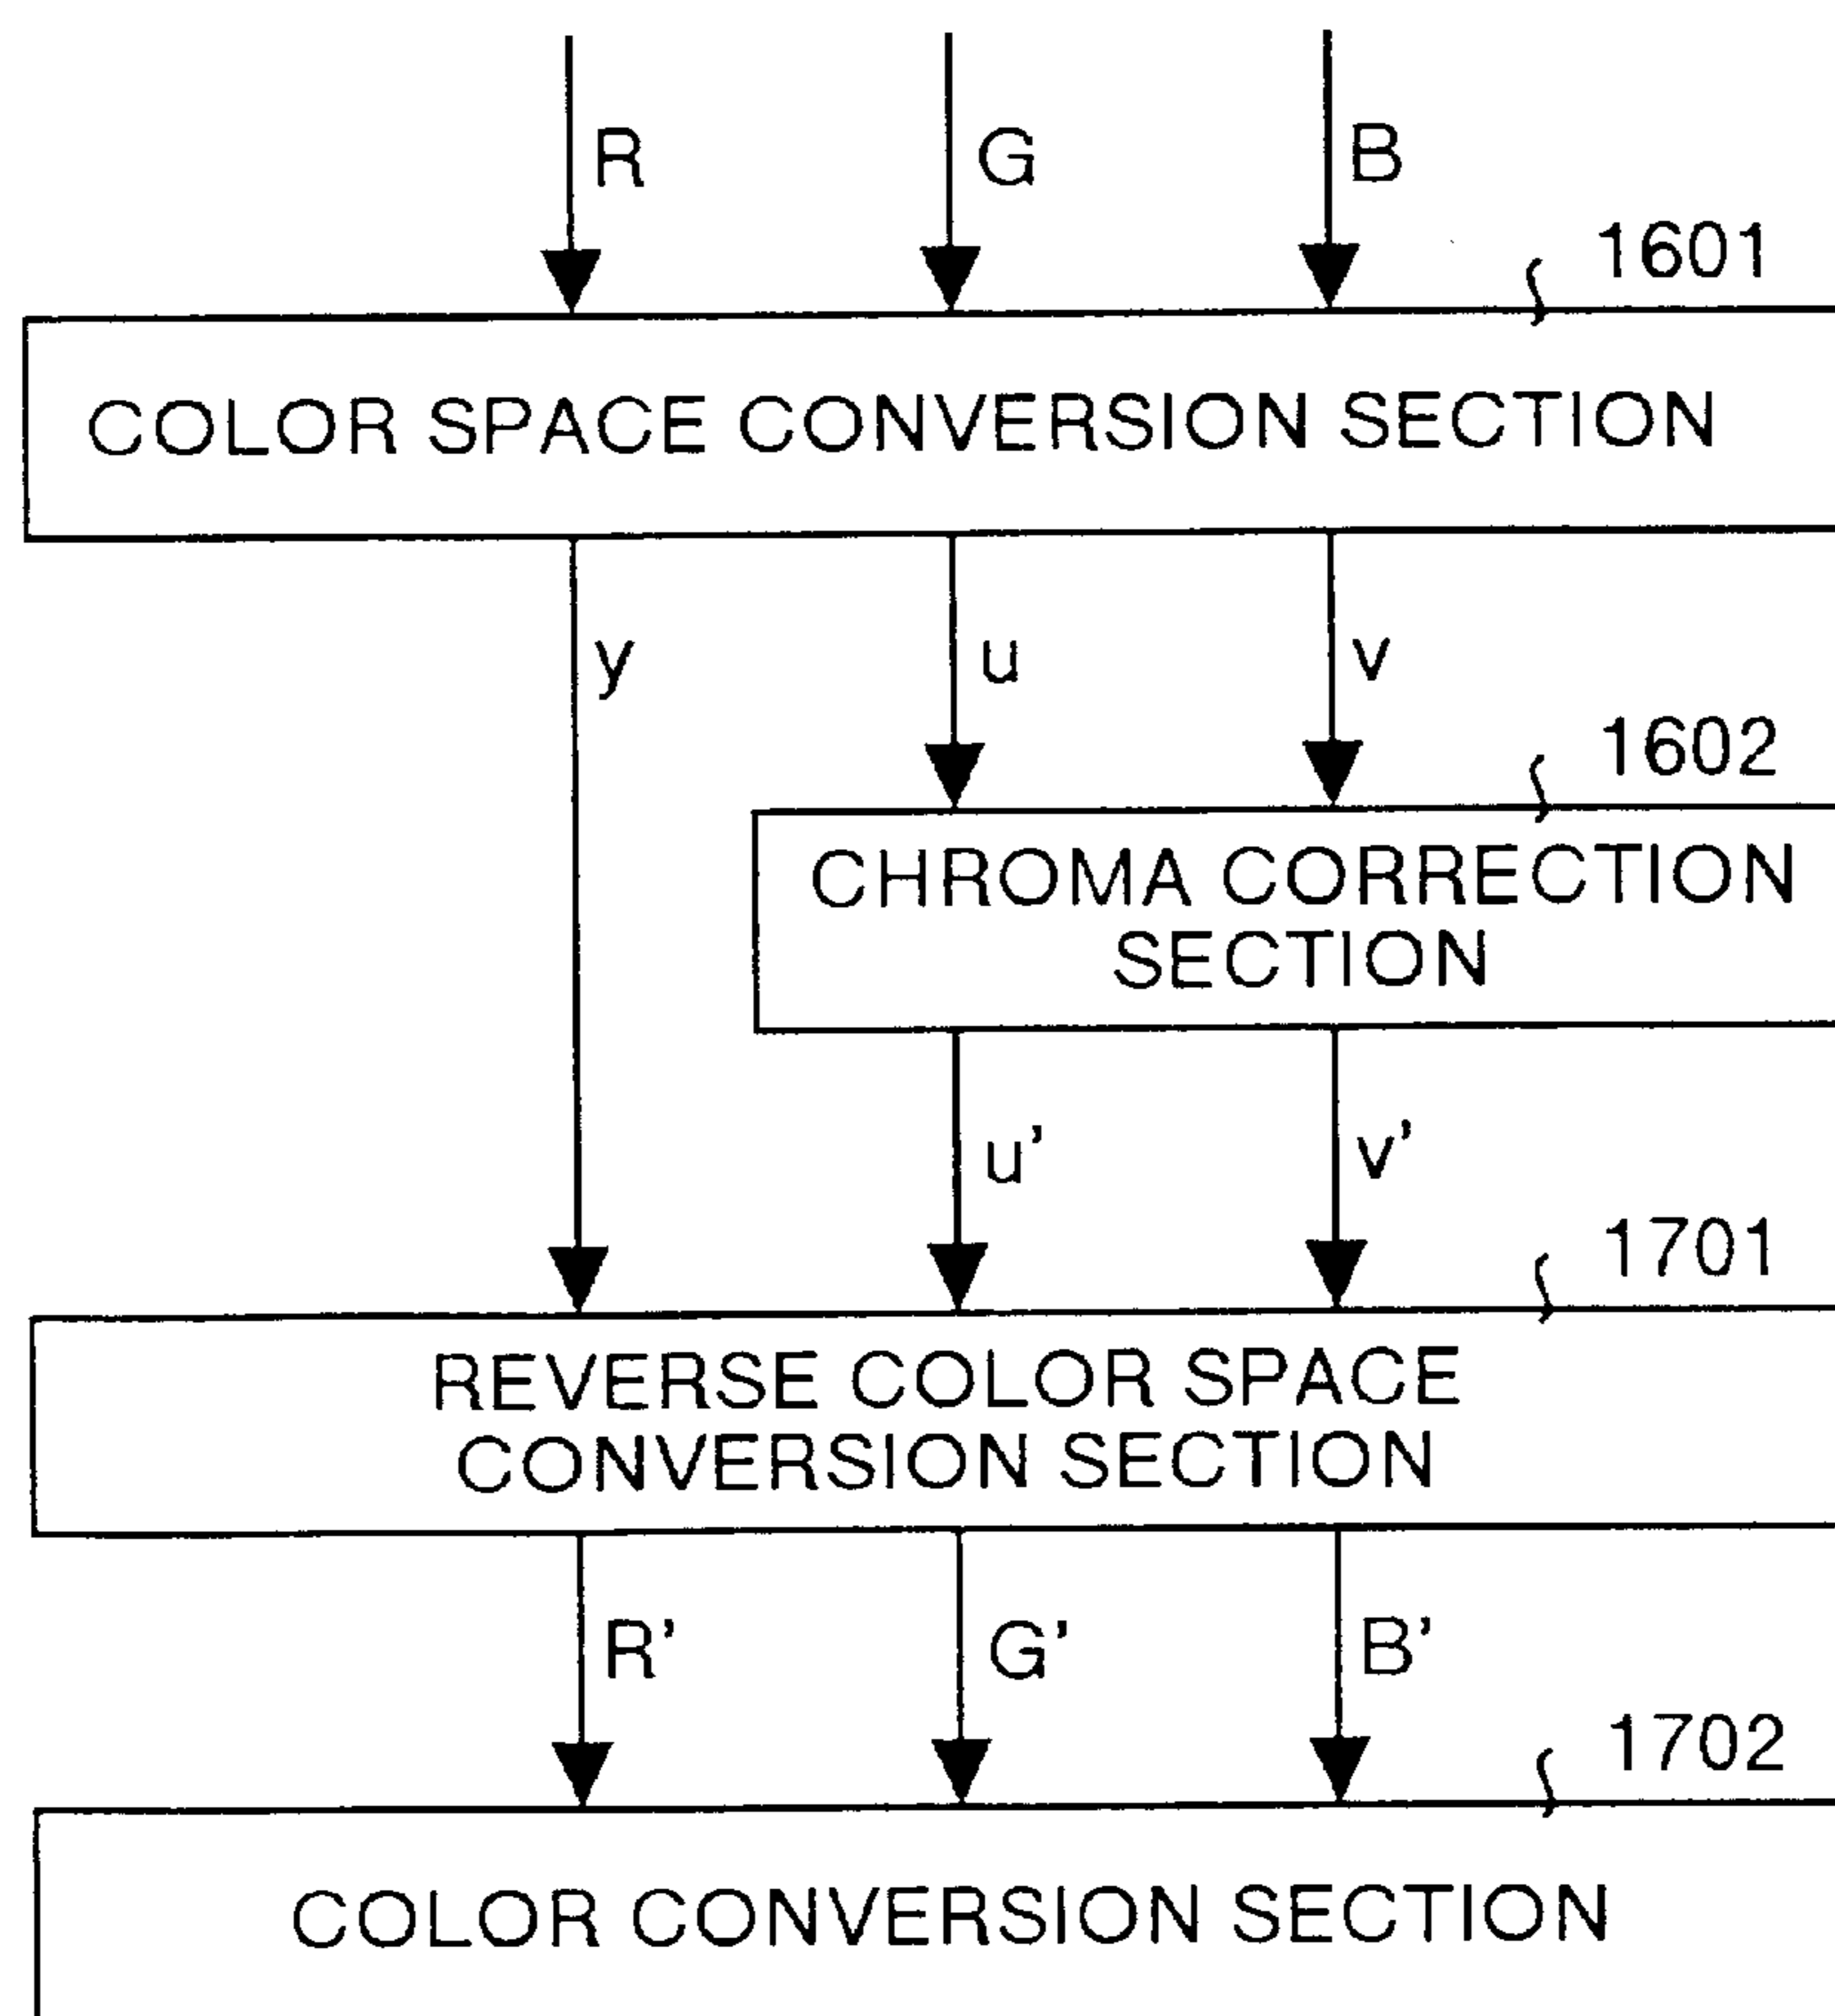 R G B
1601
COLOR SPACE CONVERSION SECTION
y u v
1602
CHROMA CORRECTION
SECTION
u' v'
1701
REVERSE COLOR SPACE
CONVERSION SECTION
R' G' B'
1702
COLOR CONVERSION SECTION